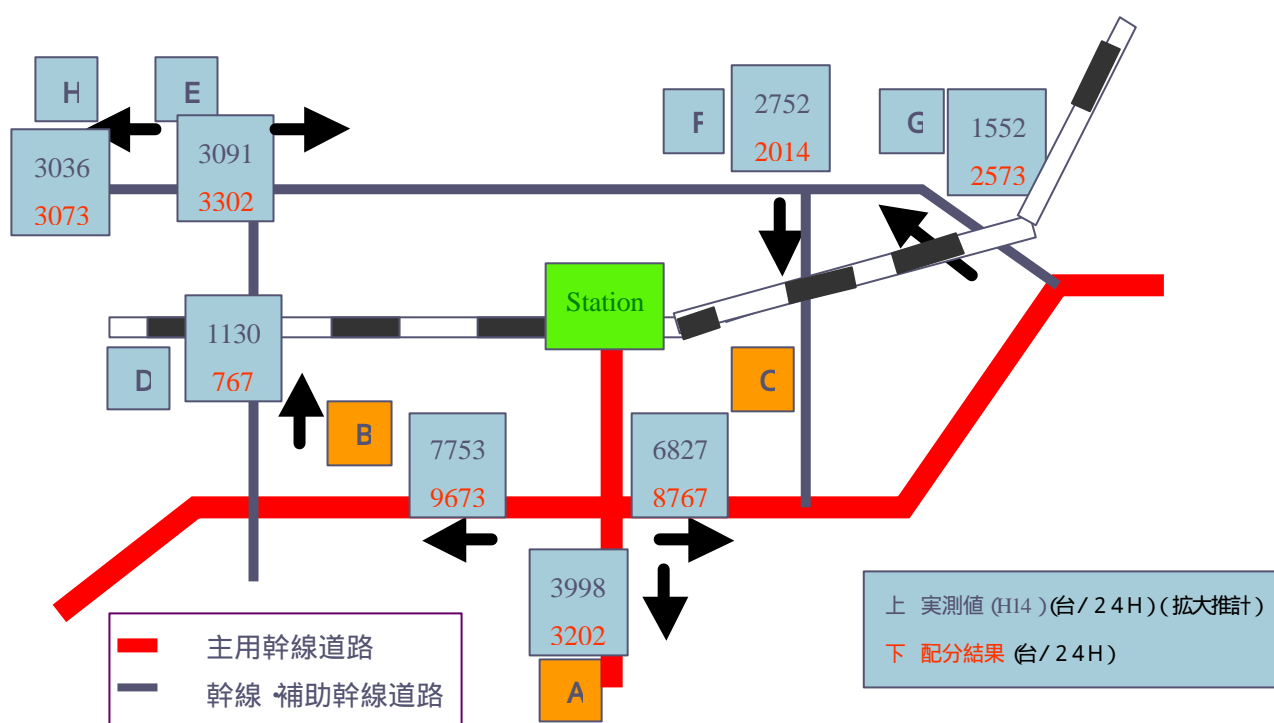 H
E
3036
3073
3091
3302
F
2752
2014
G
1552
2573
Station
D
1130
767
B
7753
9673
6827
8767
C
3998
3202
A
主用幹線道路
幹線・補助幹線道路
上 実測値(H14)(台/24H)(拡大推計)
下 配分結果(台/24H)